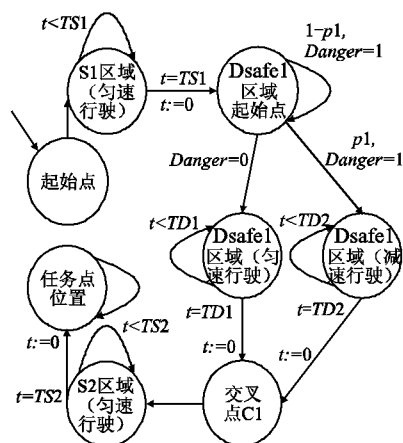 t<TS1
S1区域
(匀速
行驶)
t=TS1
t:=0
Dsafe1
区域
起始点
1-p1,
Danger=1
起始点
Danger=0
p1,
Danger=1
t<TD1
Dsafe1
区域(匀
速行驶)
t<TD2
Dsafe1
区域(减
速行驶)
任务点
位置
t=TD1
t:=0
t=TD2
t:=0
t:=0
t=TS2
t<TS2
S2区域
(匀速
行驶)
交叉
点C1